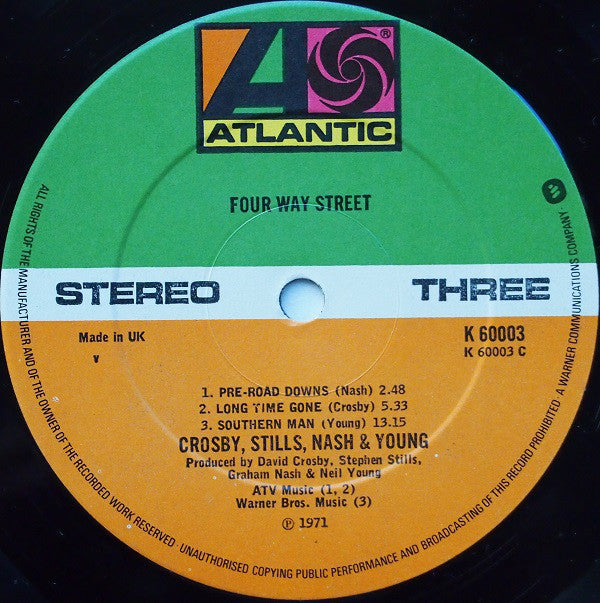 ATLANTIC
®
FOUR WAY STREET
STEREO THREE
Made in UK
K 60003
K 60003 C
v
1. PRE-ROAD DOWNS (Nash) 2.48
2. LONG TIME GONE (Crosby) 5.33
3. SOUTHERN MAN (Young) 13.15
CROSBY, STILLS, NASH & YOUNG
Produced by David Crosby, Stephen Stills,
Graham Nash & Neil Young
ATV Music (1, 2)
Warner Bros. Music (3)
℗ 1971
ALL RIGHTS OF THE MANUFACTURER AND OF THE OWNER OF THE RECORDED WORK RESERVED · UNAUTHORISED COPYING PUBLIC PERFORMANCE AND BROADCASTING OF THIS RECORD PROHIBITED · A WARNER COMMUNICATIONS COMPANY ·